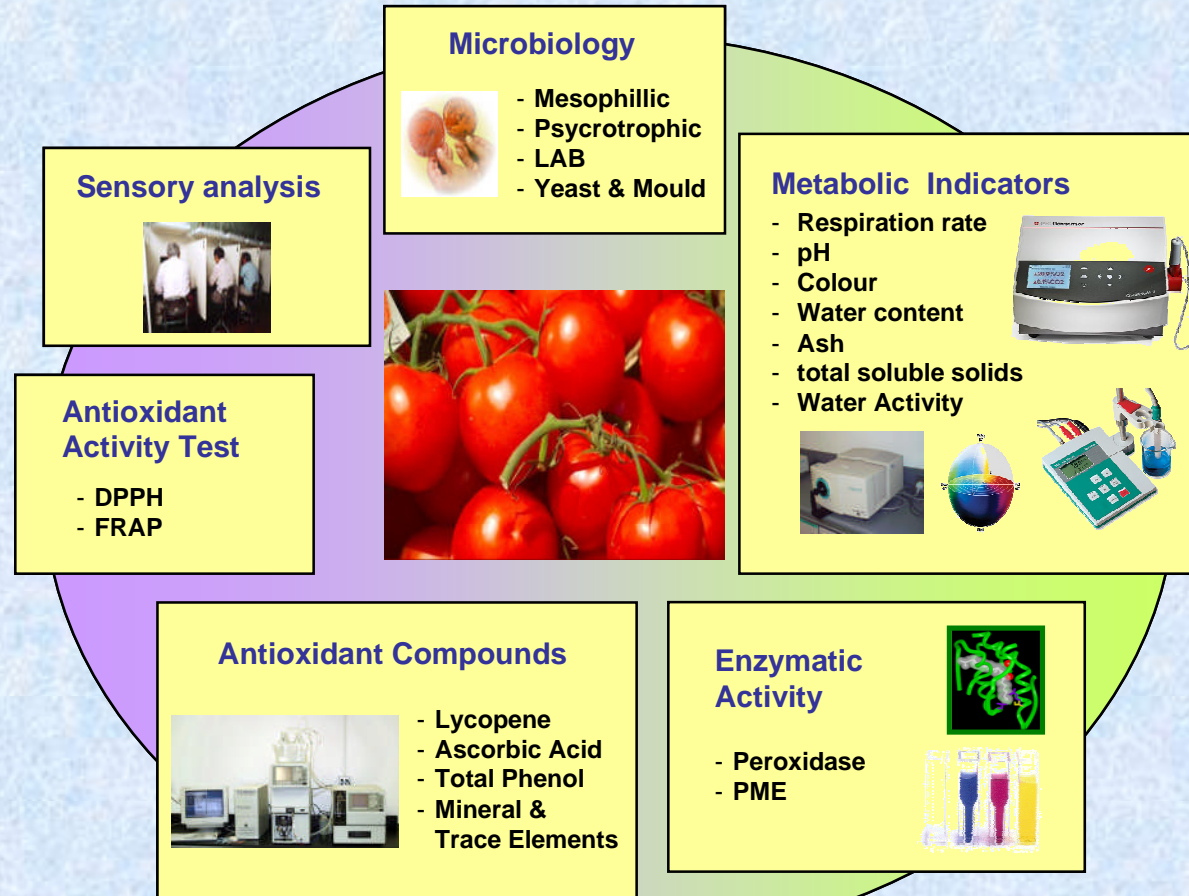 Microbiology
- Mesophillic
- Psycrotrophic
- LAB
- Yeast & Mould
Sensory analysis
Metabolic Indicators
- Respiration rate
- pH
- Colour
- Water content
- Ash
- total soluble solids
- Water Activity
Antioxidant
Activity Test
- DPPH
- FRAP
Antioxidant Compounds
- Lycopene
- Ascorbic Acid
- Total Phenol
- Mineral &
Trace Elements
Enzymatic
Activity
- Peroxidase
- PME